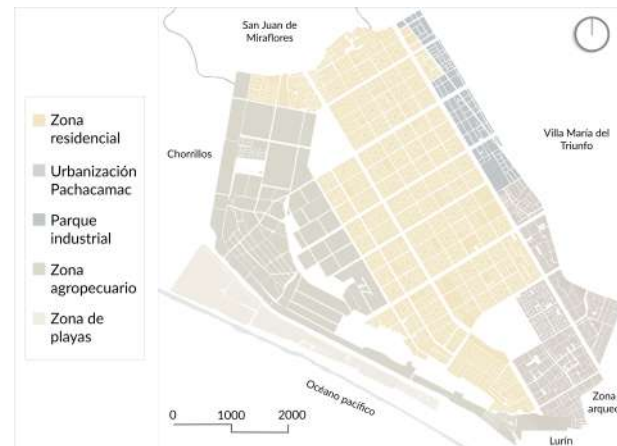 San Juan de
Miraflores
Zona
residencial
Urbanización
Pachacamac
Parque
industrial
Zona
agropecuario
Zona de
playas
Chorrillos
Villa María del
Triunfo
Océano pacífico
0 1000 2000
Zona
arquec
Lurín